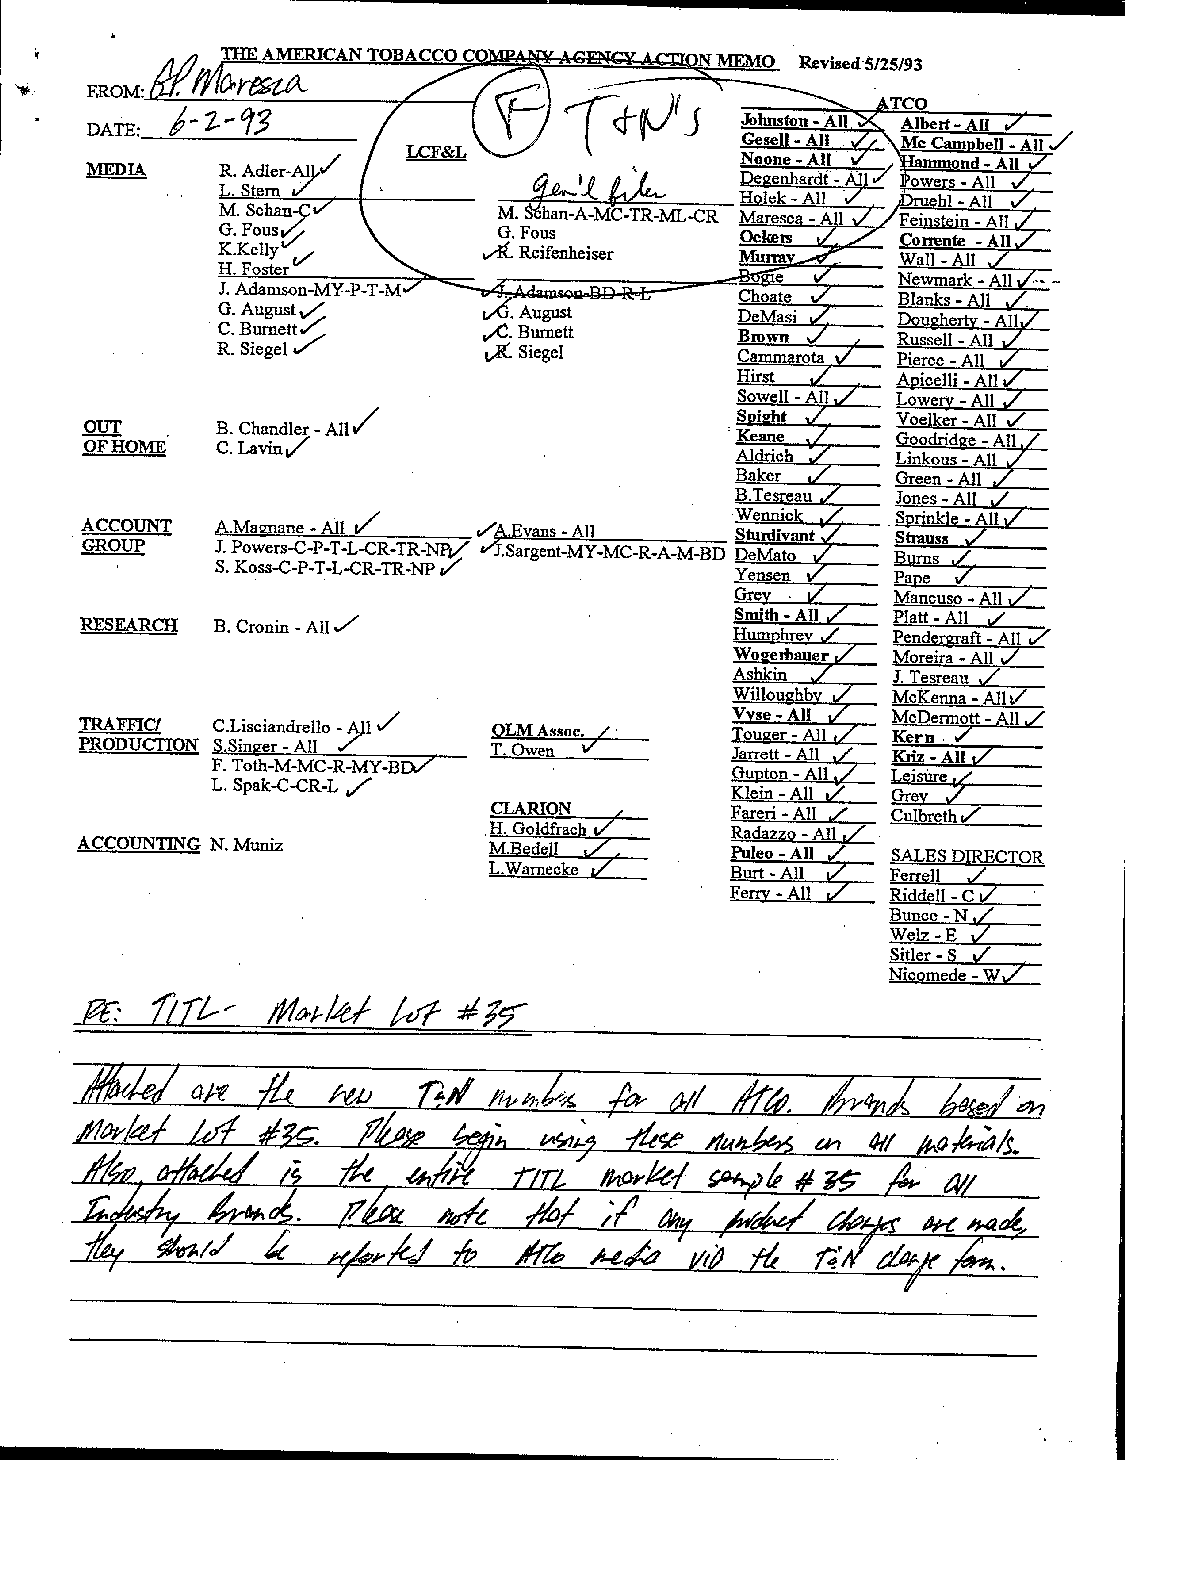 THE AMERICAN TOBACCO COMPANY AGENCY ACTION MEMO Revised 5/25/93
FROM: Maresca
DATE: 6-2-93
F T&N's
gen'l files
LCF&L
MEDIA
R. Adler-All ✓
L. Stern ✓
M. Schan-C ✓
G. Fous ✓
K.Kelly ✓
H. Foster ✓
J. Adamson-MY-P-T-M ✓
G. August ✓
C. Burnett ✓
R. Siegel ✓
M. Schan-A-MC-TR-ML-CR
G. Fous
✓ K. Reifenheiser
✓ J. Adamson-BD-R-L
✓ G. August
✓ C. Burnett
✓ R. Siegel
OUT
OF HOME
B. Chandler - All ✓
C. Lavin ✓
ACCOUNT
GROUP
A.Magnane - All ✓
J. Powers-C-P-T-L-CR-TR-NP ✓
S. Koss-C-P-T-L-CR-TR-NP ✓
✓ A.Evans - All
✓ J.Sargent-MY-MC-R-A-M-BD
RESEARCH
B. Cronin - All ✓
TRAFFIC/
PRODUCTION
C.Lisciandrello - All ✓
S.Singer - All ✓
F. Toth-M-MC-R-MY-BD ✓
L. Spak-C-CR-L ✓
QLM Assoc. ✓
T. Owen ✓
CLARION
H. Goldfrach ✓
M.Bedell ✓
L.Warnecke ✓
ACCOUNTING N. Muniz
ATCO
Johnston - All ✓
Gesell - All ✓
Noone - All ✓
Degenhardt - All ✓
Holek - All ✓
Maresca - All ✓
Ockers ✓
Murray ✓
Bogie ✓
Choate ✓
DeMasi ✓
Brown ✓
Cammarota ✓
Hirst ✓
Sowell - All ✓
Spight ✓
Keane ✓
Aldrich ✓
Baker ✓
B.Tesreau ✓
Wennick ✓
Sturdivant ✓
DeMato ✓
Yensen ✓
Grey ✓
Smith - All ✓
Humphrey ✓
Wogerbauer ✓
Ashkin ✓
Willoughby ✓
Vyse - All ✓
Touger - All ✓
Jarrett - All ✓
Gupton - All ✓
Klein - All ✓
Fareri - All ✓
Radazzo - All ✓
Puleo - All ✓
Burt - All ✓
Ferry - All ✓
Albert - All ✓
Mc Campbell - All ✓
Hammond - All ✓
Powers - All ✓
Druehl - All ✓
Feinstein - All ✓
Corrente - All ✓
Wall - All ✓
Newmark - All ✓
Blanks - All ✓
Dougherty - All ✓
Russell - All ✓
Pierce - All ✓
Apicelli - All ✓
Lowery - All ✓
Voelker - All ✓
Goodridge - All ✓
Linkous - All ✓
Green - All ✓
Jones - All ✓
Sprinkle - All ✓
Strauss ✓
Burns ✓
Pape ✓
Mancuso - All ✓
Platt - All ✓
Pendergraft - All ✓
Moreira - All ✓
J. Tesreau ✓
McKenna - All ✓
McDermott - All ✓
Kern ✓
Kriz - All ✓
Leisure ✓
Grey ✓
Culbreth ✓
SALES DIRECTOR
Ferrell ✓
Riddell - C ✓
Bunce - N ✓
Welz - E ✓
Sitler - S ✓
Nicomede - W ✓
RE: TITL - Market Lot #35
Attached are the new T&N numbers for all ATCo. Brands based on
Market Lot #35. Please begin using these numbers on all materials.
Also, attached is the entire TITL market sample #35 for all
Industry Brands. Please note that if any product changes are made,
they should be reported to ATCo media via the T&N change form.